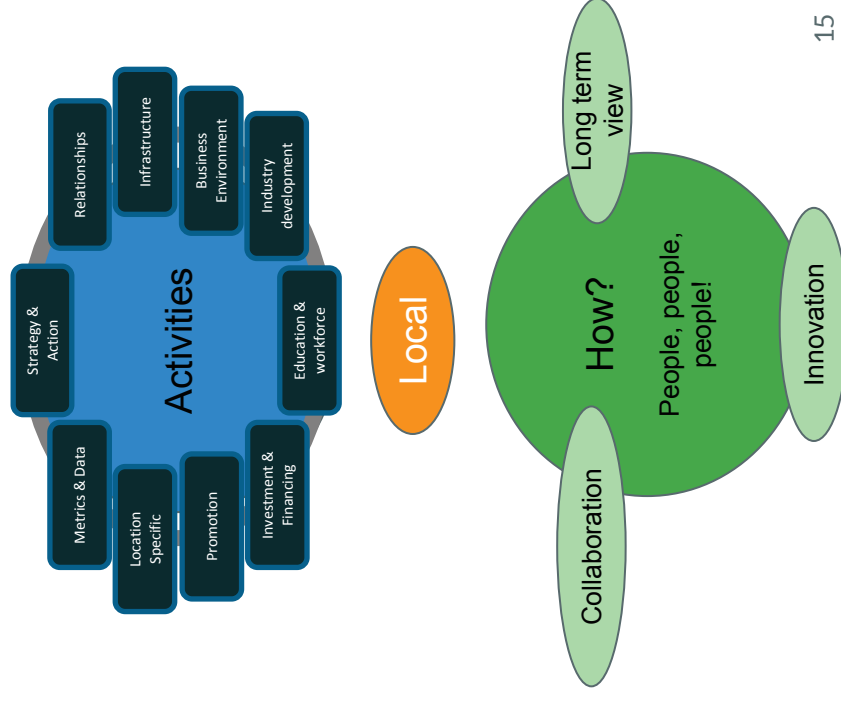 Strategy &
Action
Metrics & Data
Relationships
Location
Specific
Infrastructure
Activities
Promotion
Business
Environment
Investment &
Financing
Industry
development
Education &
workforce
Local
Collaboration
How?
Long term
view
People, people,
people!
Innovation
15